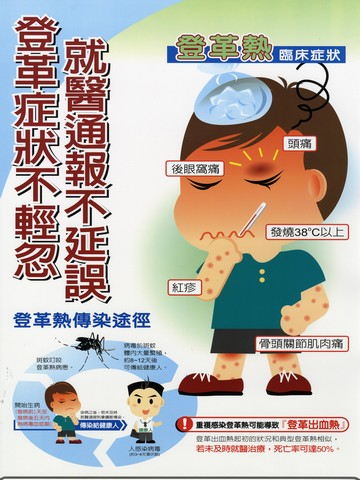 登革熱 臨床症狀
登革症狀不輕忽
就醫通報不延誤
頭痛
後眼窩痛
發燒38°C以上
紅疹
骨頭關節肌肉痛
登革熱傳染途徑
斑蚊叮咬
登革熱病患。
病毒於斑蚊
體內大量繁殖，
約8~12天後
可傳給健康人。
開始生病
傳染給健康人
健康人
人感染病毒
重複感染登革熱可能導致『登革出血熱』
登革出血熱起初的狀況和典型登革熱相似，
若未及時就醫治療，死亡率可達50%。